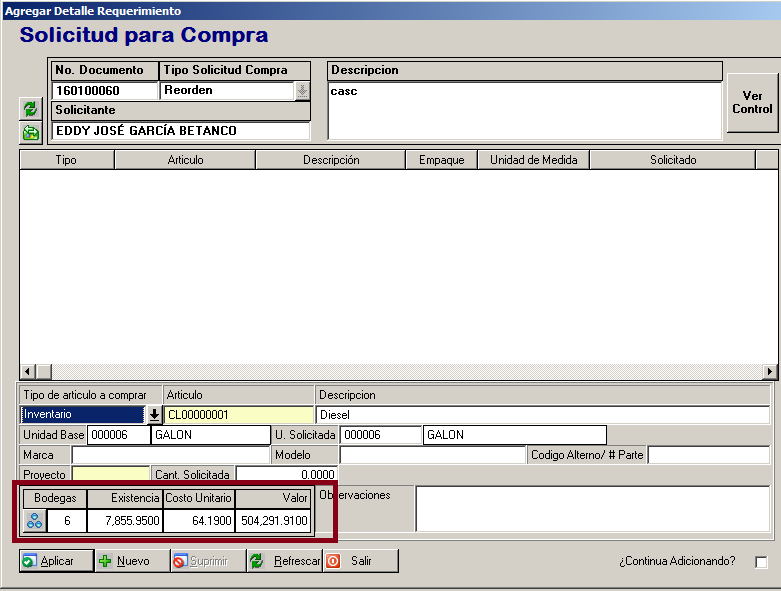 Agregar Detalle Requerimiento
Solicitud para Compra
No. Documento Tipo Solicitud Compra Descripcion
160100060 Reorden casc
Solicitante
EDDY JOSÉ GARCÍA BETANCO
Ver
Control
Tipo Articulo Descripción Empaque Unidad de Medida Solicitado
Tipo de articulo a comprar Articulo Descripcion
Inventario CL00000001 Diesel
Unidad Base 000006 GALON U. Solicitada 000006 GALON
Marca Modelo Codigo Alterno/ # Parte
Proyecto Cant. Solicitada 0.0000
Bodegas Existencia Costo Unitario Valor Observaciones
6 7,855.9500 64.1900 504,291.9100
Aplicar Nuevo Suprimir Refrescar Salir ¿Continua Adicionando?